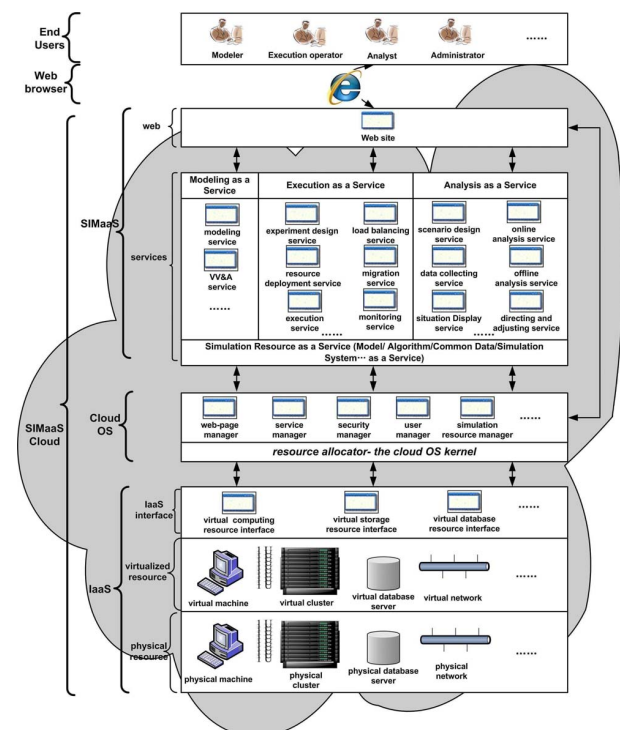 End
Users
Modeler
Execution operator
Analyst
Administrator
......
Web
browser
web
Web site
SIMaaS
Cloud
SIMaaS
services
Modeling as a
Service
Execution as a Service
Analysis as a Service
modeling
service
VV&A
service
......
experiment design
service
load balancing
service
resource
deployment service
migration
service
execution
service
monitoring
service
......
scenario design
service
online
analysis service
data collecting
service
offline
analysis service
situation Display
service
directing and
adjusting service
......
Simulation Resource as a Service (Model/ Algorithm/Common Data/Simulation
System··· as a Service)
Cloud
OS
web-page
manager
service
manager
security
manager
user
manager
simulation
resource manager
......
resource allocator- the cloud OS kernel
IaaS
IaaS
interface
virtual computing
resource interface
virtual storage
resource interface
virtual database
resource interface
......
virtualized
resource
virtual machine
virtual cluster
virtual database
server
virtual network
......
physical
resource
physical machine
physical
cluster
physical database
server
physical
network
......